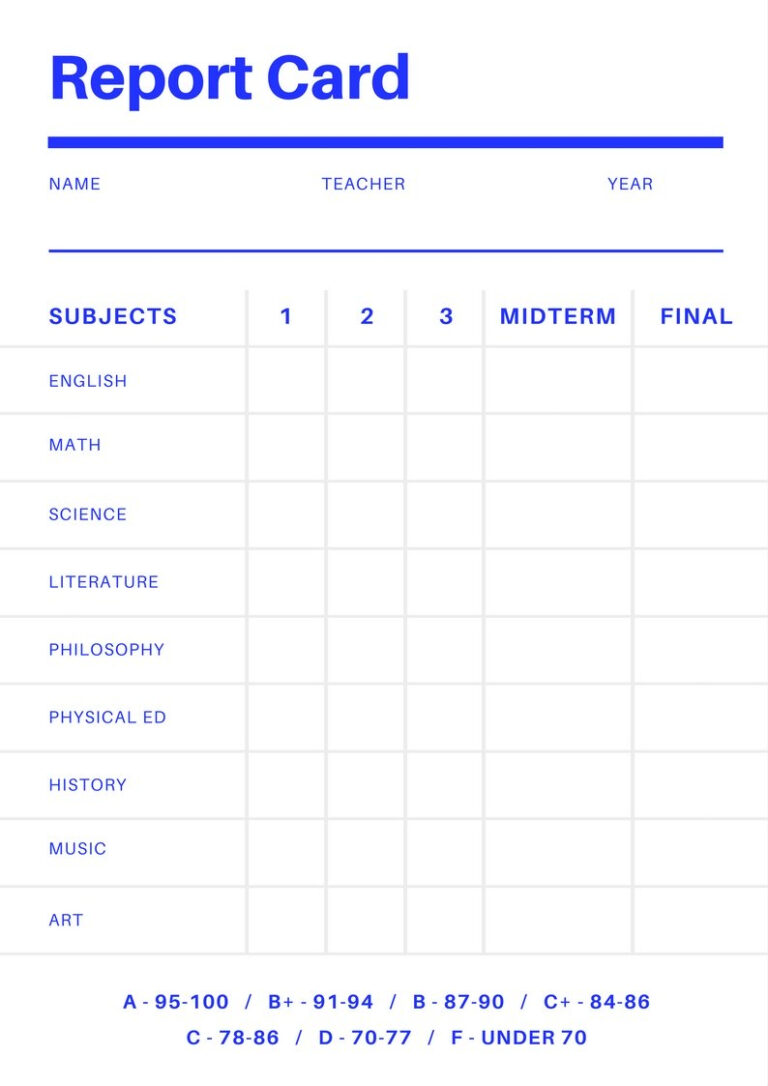 Report Card
NAME TEACHER YEAR
SUBJECTS 1 2 3 MIDTERM FINAL
ENGLISH
MATH
SCIENCE
LITERATURE
PHILOSOPHY
PHYSICAL ED
HISTORY
MUSIC
ART
A - 95-100 / B+ - 91-94 / B - 87-90 / C+ - 84-86
C - 78-86 / D - 70-77 / F - UNDER 70